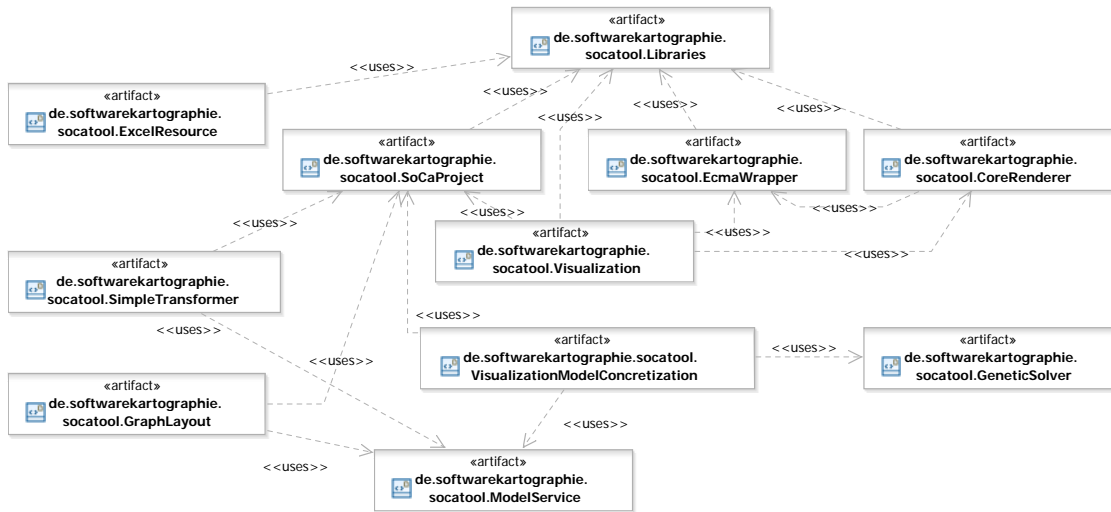 «artifact»
de.softwarekartographie.
socatool.Libraries
<<uses>>
<<uses>>
<<uses>>
<<uses>>
<<uses>>
«artifact»
de.softwarekartographie.
socatool.ExcelResource
«artifact»
de.softwarekartographie.
socatool.SoCaProject
«artifact»
de.softwarekartographie.
socatool.EcmaWrapper
«artifact»
de.softwarekartographie.
socatool.CoreRenderer
<<uses>>
<<uses>>
<<uses>>
<<uses>>
<<uses>>
«artifact»
de.softwarekartographie.
socatool.Visualization
«artifact»
de.softwarekartographie.
socatool.SimpleTransformer
<<uses>>
<<uses>>
<<uses>>
«artifact»
de.softwarekartographie.socatool.
VisualizationModelConcretization
<<uses>>
«artifact»
de.softwarekartographie.
socatool.GeneticSolver
«artifact»
de.softwarekartographie.
socatool.GraphLayout
<<uses>>
<<uses>>
«artifact»
de.softwarekartographie.
socatool.ModelService